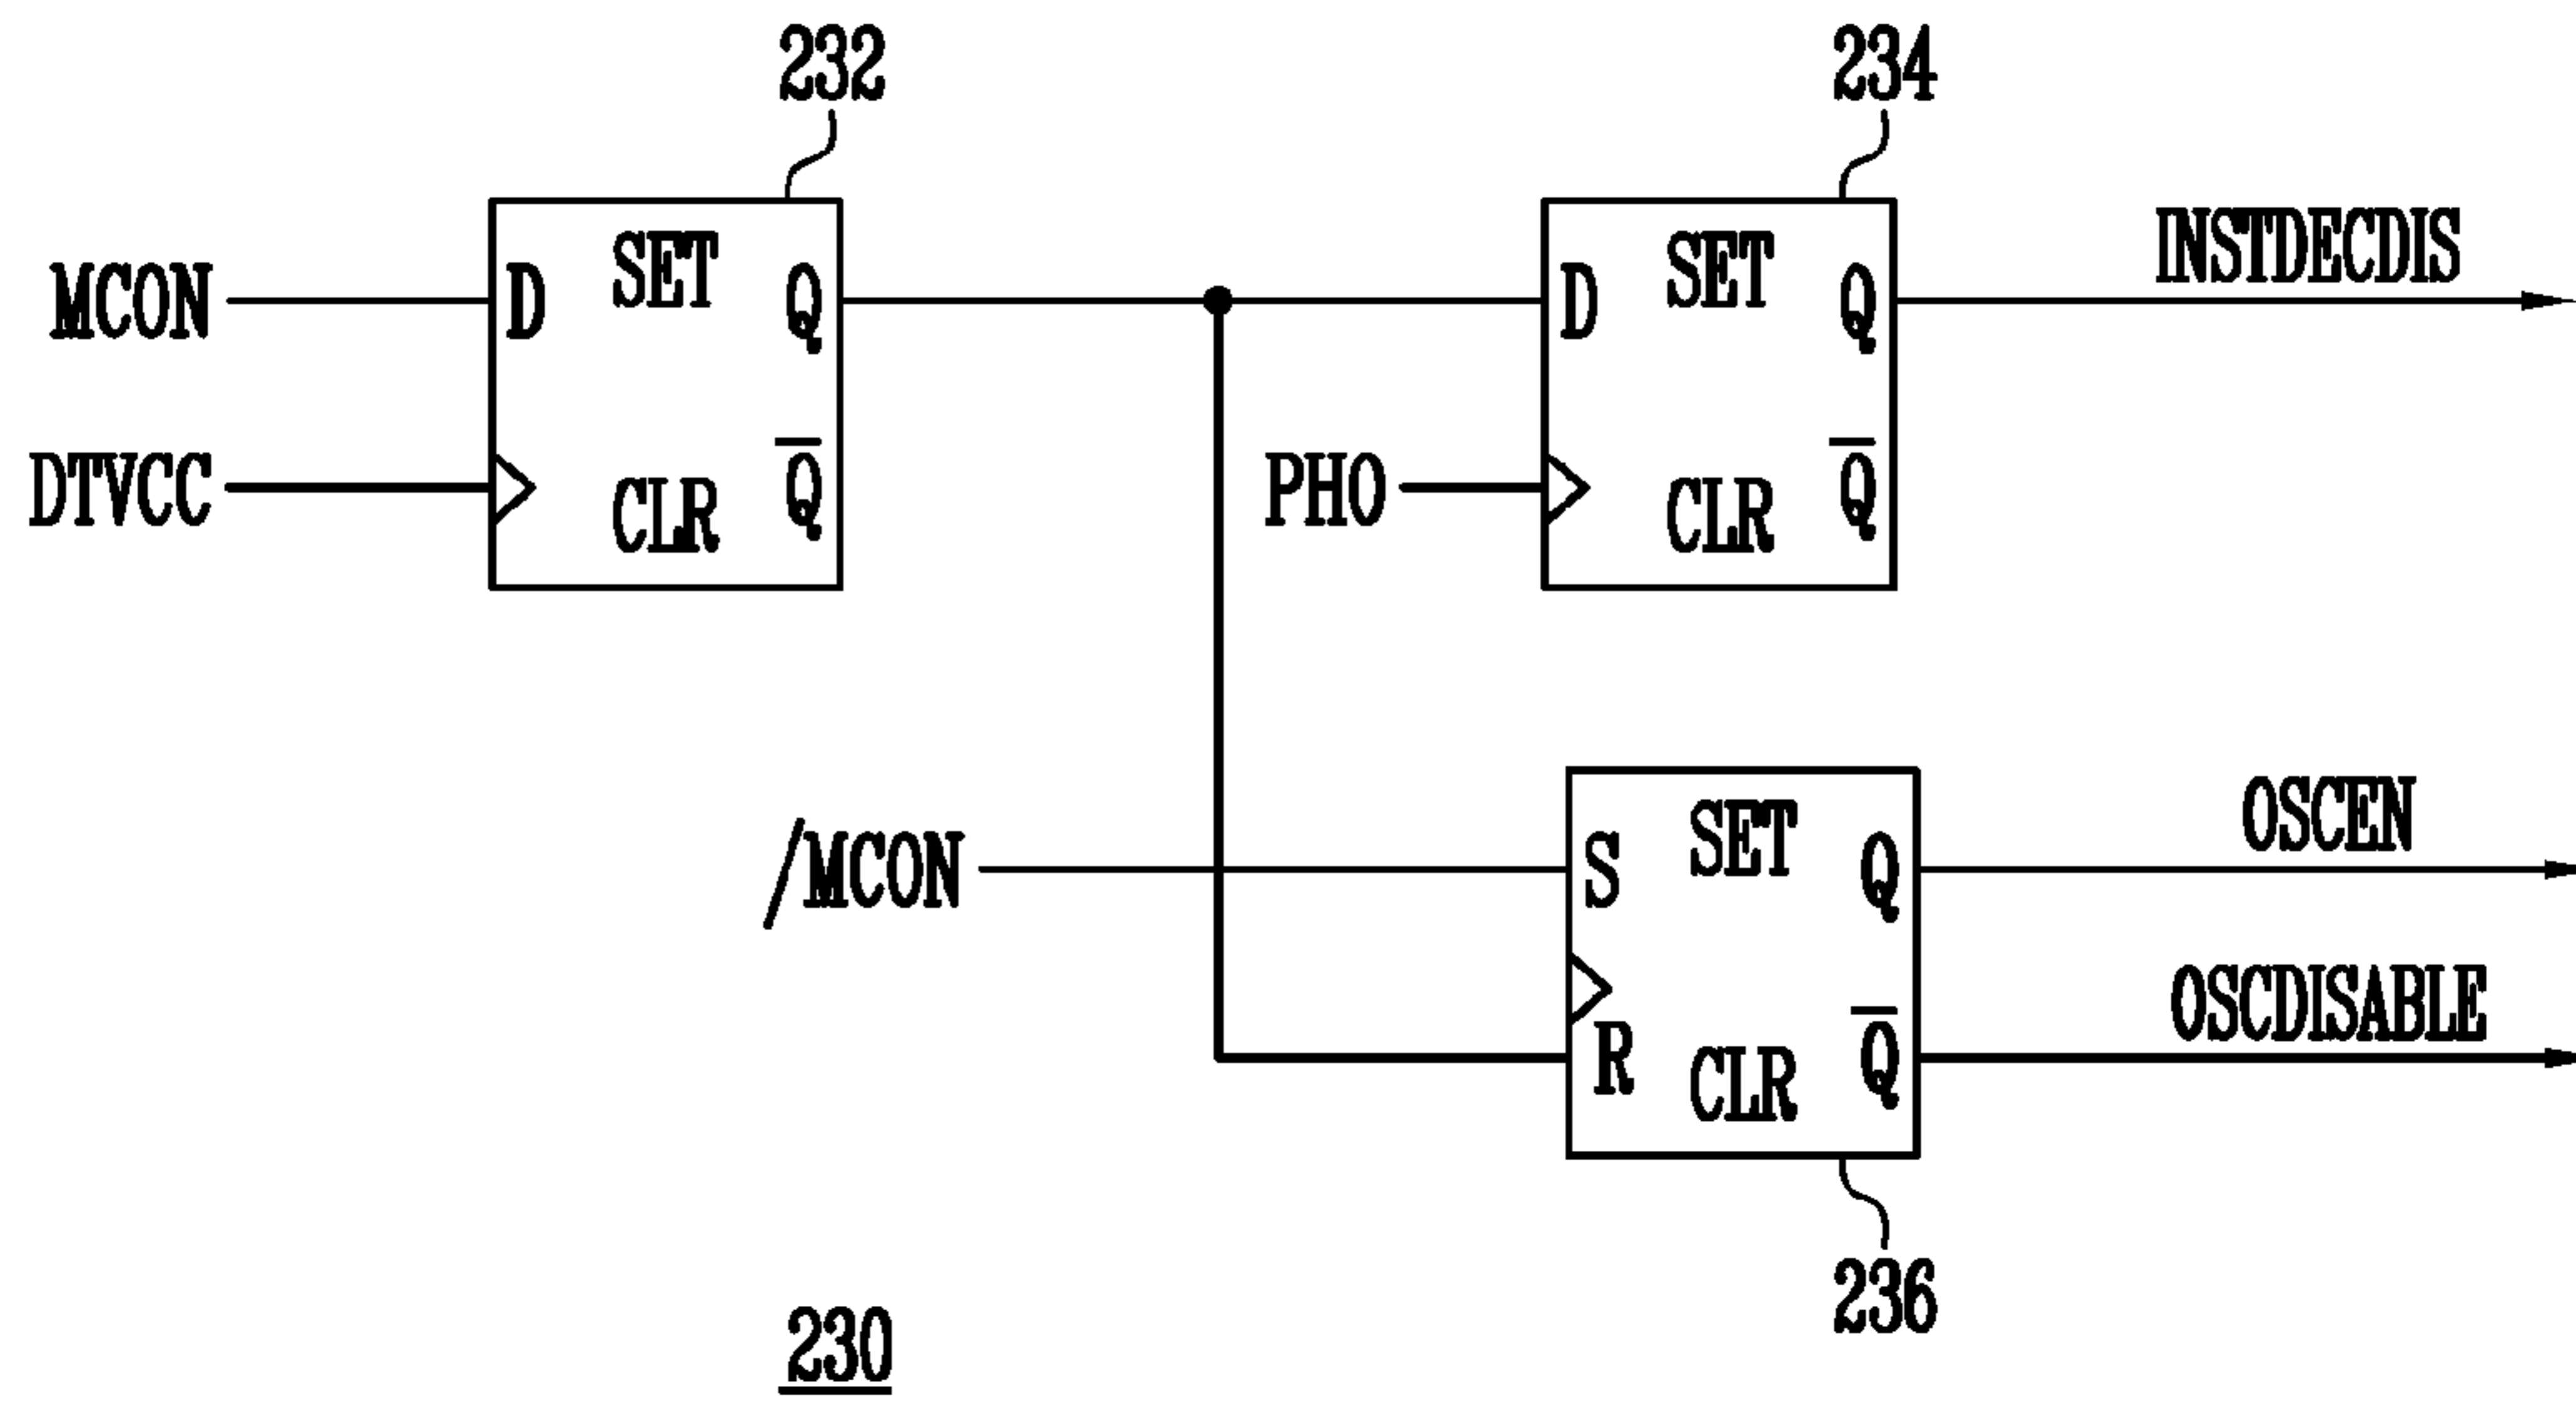 232
234
MCON
D
SET
Q
D
SET
Q
INSTDECDIS
DTVCC
CLR
Q̅
PHO
CLR
Q̅
/MCON
S
SET
Q
OSCEN
R
CLR
Q̅
OSCDISABLE
236
230